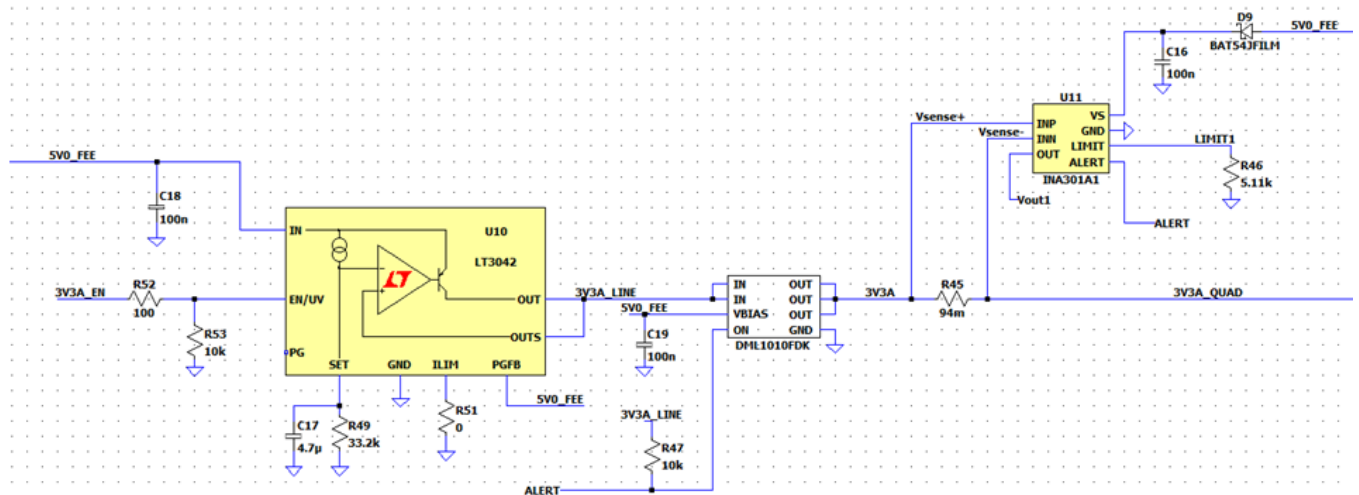 D9
5V0_FEE
BAT54JFILM
C16
100n
U11
Vsense+
INP
VS
Vsense-
INN
GND
OUT
LIMIT
LIMIT1
ALERT
R46
5.11k
INA301A1
Vout1
ALERT
5V0_FEE
C18
100n
IN
U10
LT3042
3V3A_EN
R52
100
EN/UV
OUT
3V3A_LINE
R53
10k
PG
OUTS
SET
GND
ILIM
PGFB
5V0_FEE
C17
4.7µ
R49
33.2k
R51
0
IN
OUT
IN
OUT
VBIAS
OUT
ON
GND
DML1010FDK
5V0_FEE
C19
100n
3V3A
R45
94m
3V3A_QUAD
3V3A_LINE
R47
10k
ALERT